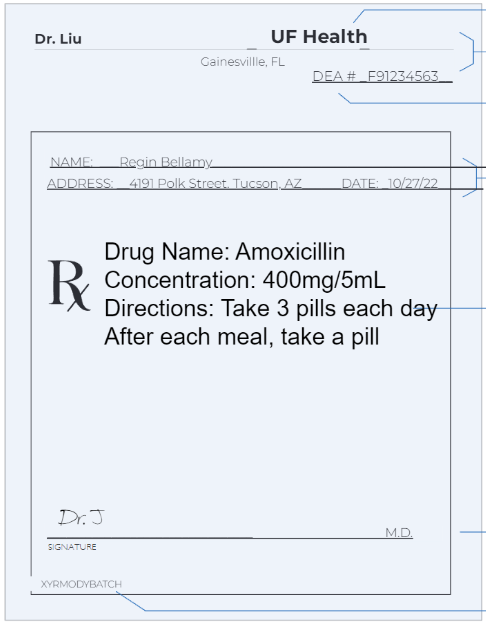 Dr. Liu UF Health
Gainesvillle, FL
DEA # _F91234563__
NAME: Regin Bellamy
ADDRESS: 4191 Polk Street. Tucson, AZ DATE: 10/27/22
Rx
Drug Name: Amoxicillin
Concentration: 400mg/5mL
Directions: Take 3 pills each day
After each meal, take a pill
Dr. J
M.D.
SIGNATURE
XYRMODYBATCH